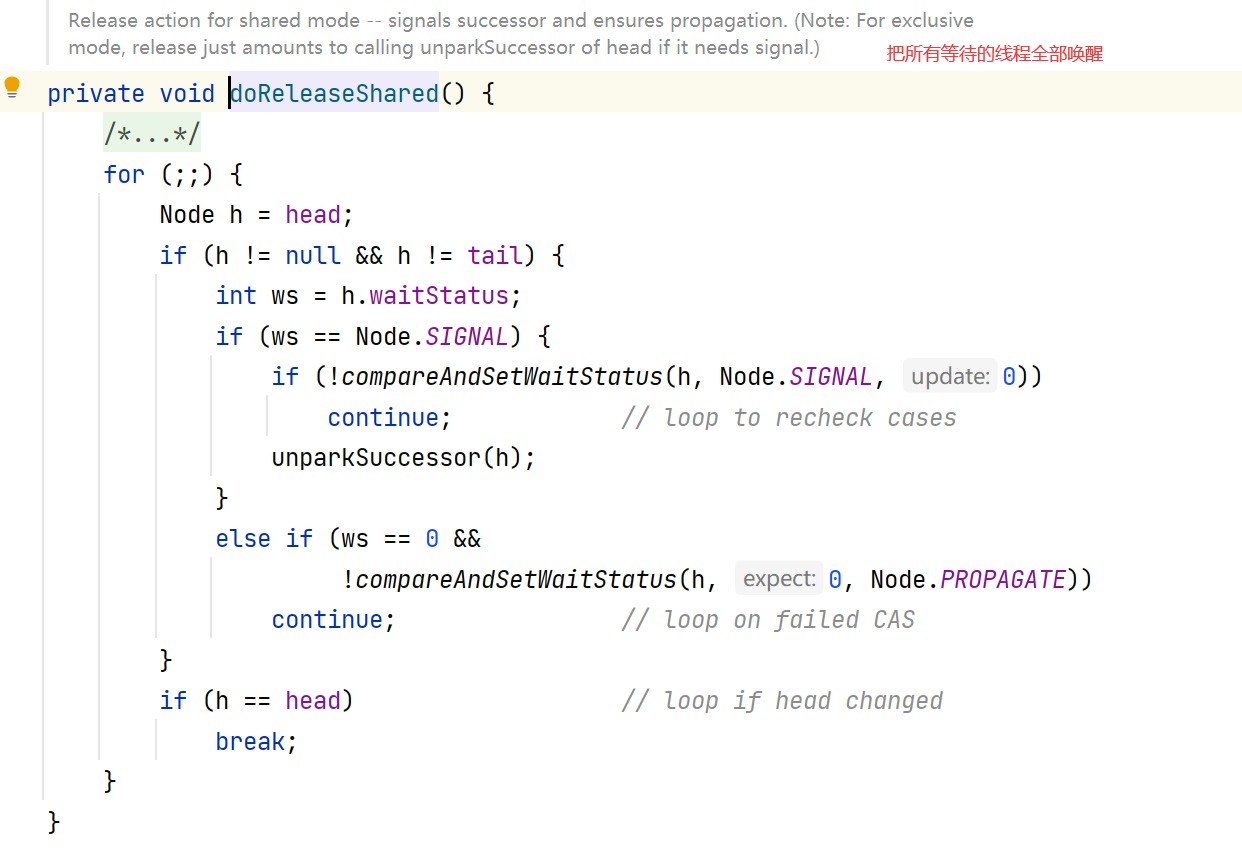 Release action for shared mode -- signals successor and ensures propagation. (Note: For exclusive
mode, release just amounts to calling unparkSuccessor of head if it needs signal.)
把所有等待的线程全部唤醒
private void doReleaseShared() {
/*...*/
for (;;) {
Node h = head;
if (h != null && h != tail) {
int ws = h.waitStatus;
if (ws == Node.SIGNAL) {
if (!compareAndSetWaitStatus(h, Node.SIGNAL, update: 0))
continue; // loop to recheck cases
unparkSuccessor(h);
}
else if (ws == 0 &&
!compareAndSetWaitStatus(h, expect: 0, Node.PROPAGATE))
continue; // loop on failed CAS
}
if (h == head) // loop if head changed
break;
}
}